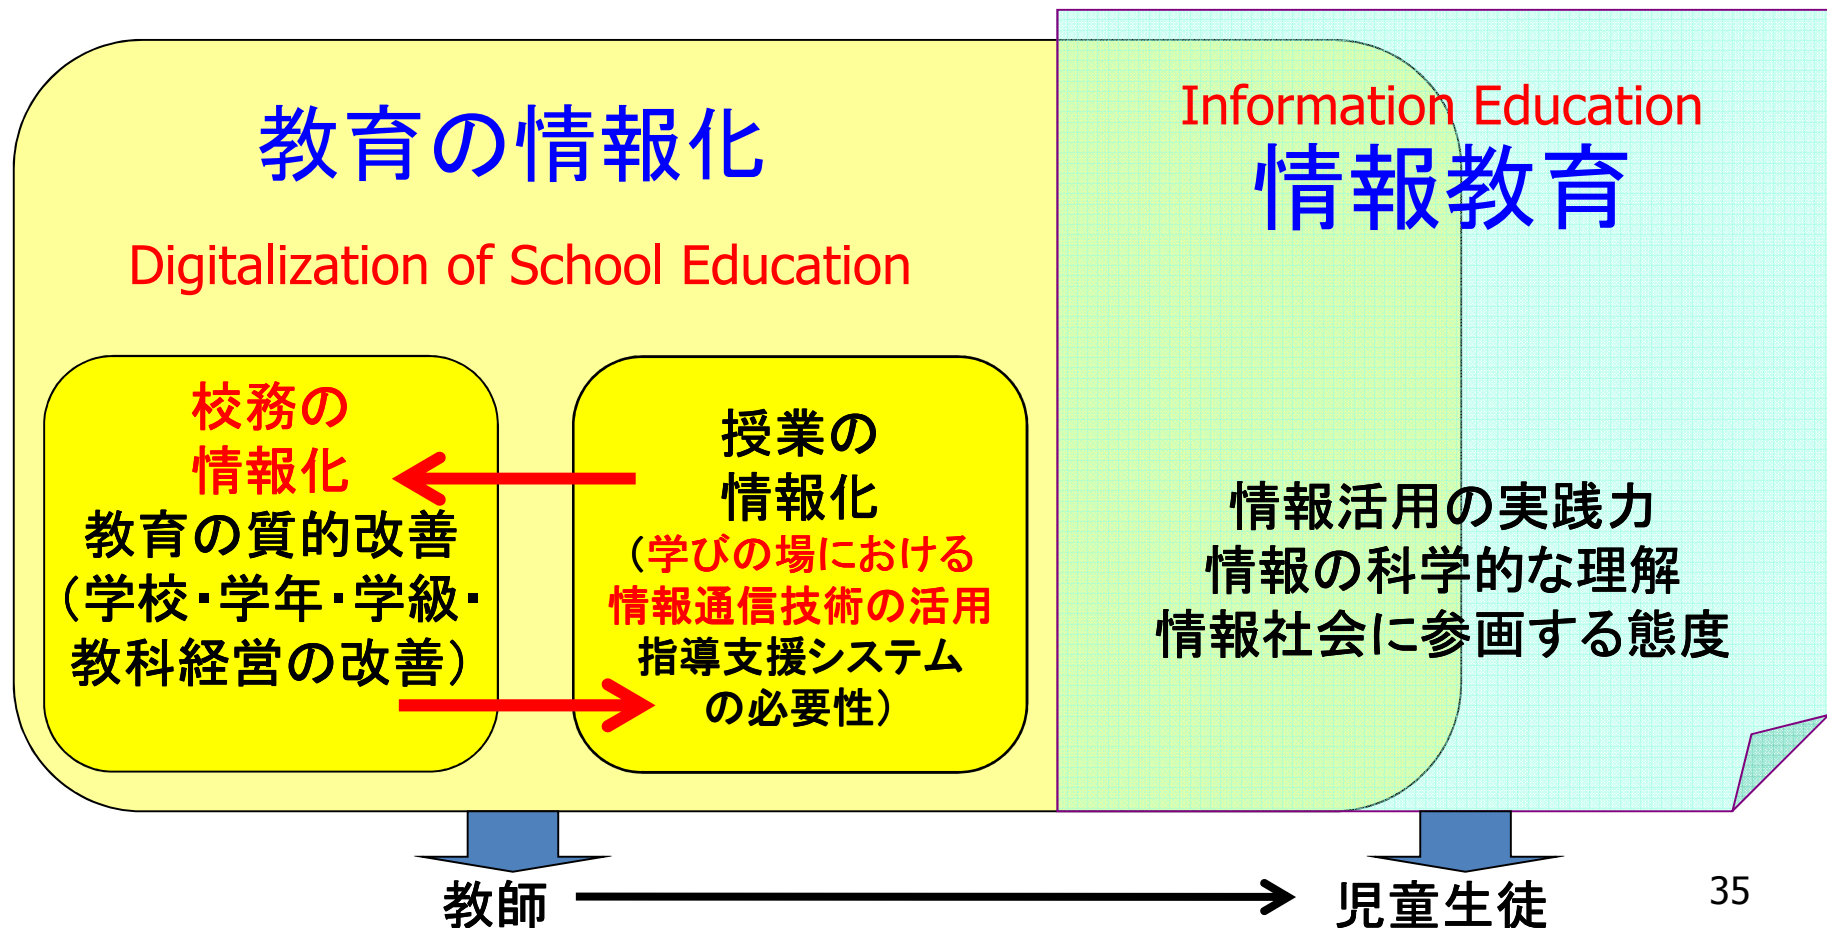 教育の情報化
Digitalization of School Education
校務の
情報化
教育の質的改善
（学校・学年・学級・
教科経営の改善）
授業の
情報化
（学びの場における
情報通信技術の活用
指導支援システム
の必要性）
Information Education
情報教育
情報活用の実践力
情報の科学的な理解
情報社会に参画する態度
教師
児童生徒
35